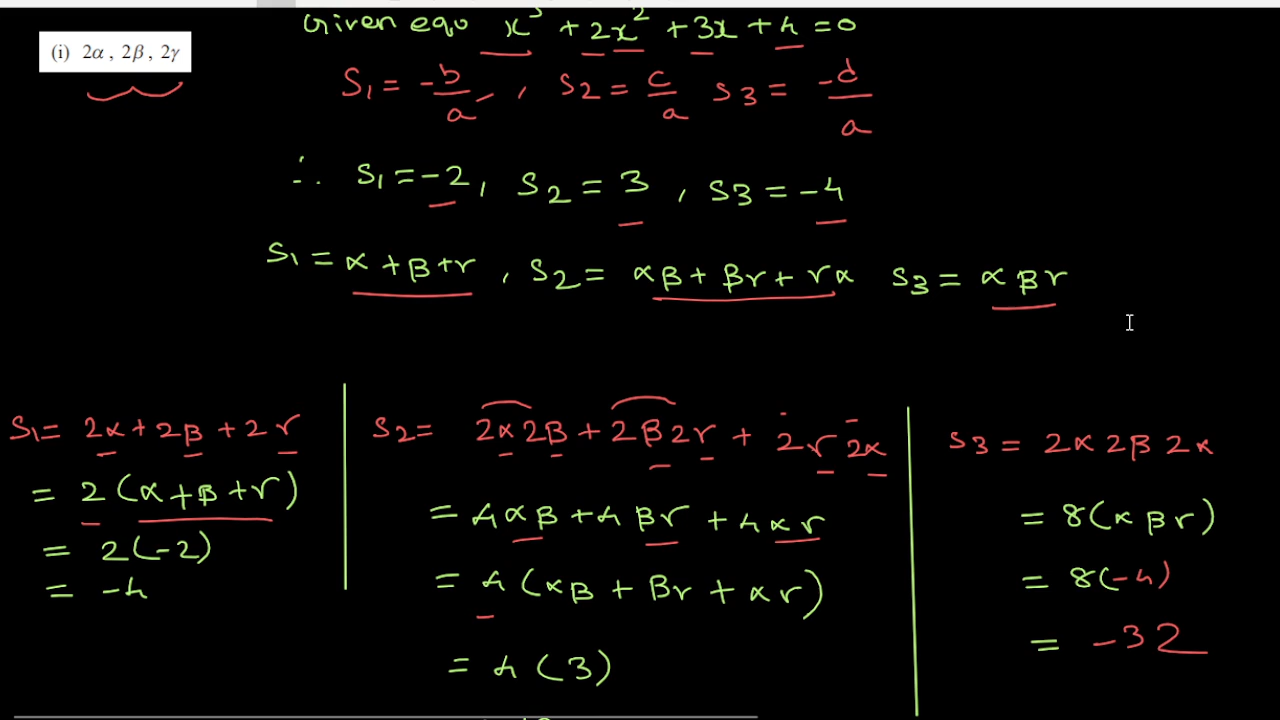 Given equ x³ + 2x² + 3x + 4 = 0
(i) 2α , 2β , 2γ
S₁ = -b/a , S₂ = c/a S3 = -d/a
∴ S₁ = -2, S₂ = 3 , S3 = -4
S₁ = α + β + γ , S₂ = αβ + βγ + γα S3 = αβγ
S₁ = 2α + 2β + 2γ
= 2(α + β + γ)
= 2(-2)
= -4
S₂ = 2α 2β + 2β 2γ + 2γ 2α
= 4αβ + 4βγ + 4αγ
= 4(αβ + βγ + αγ)
= 4(3)
S3 = 2α 2β 2α
= 8(αβγ)
= 8(-4)
= -32